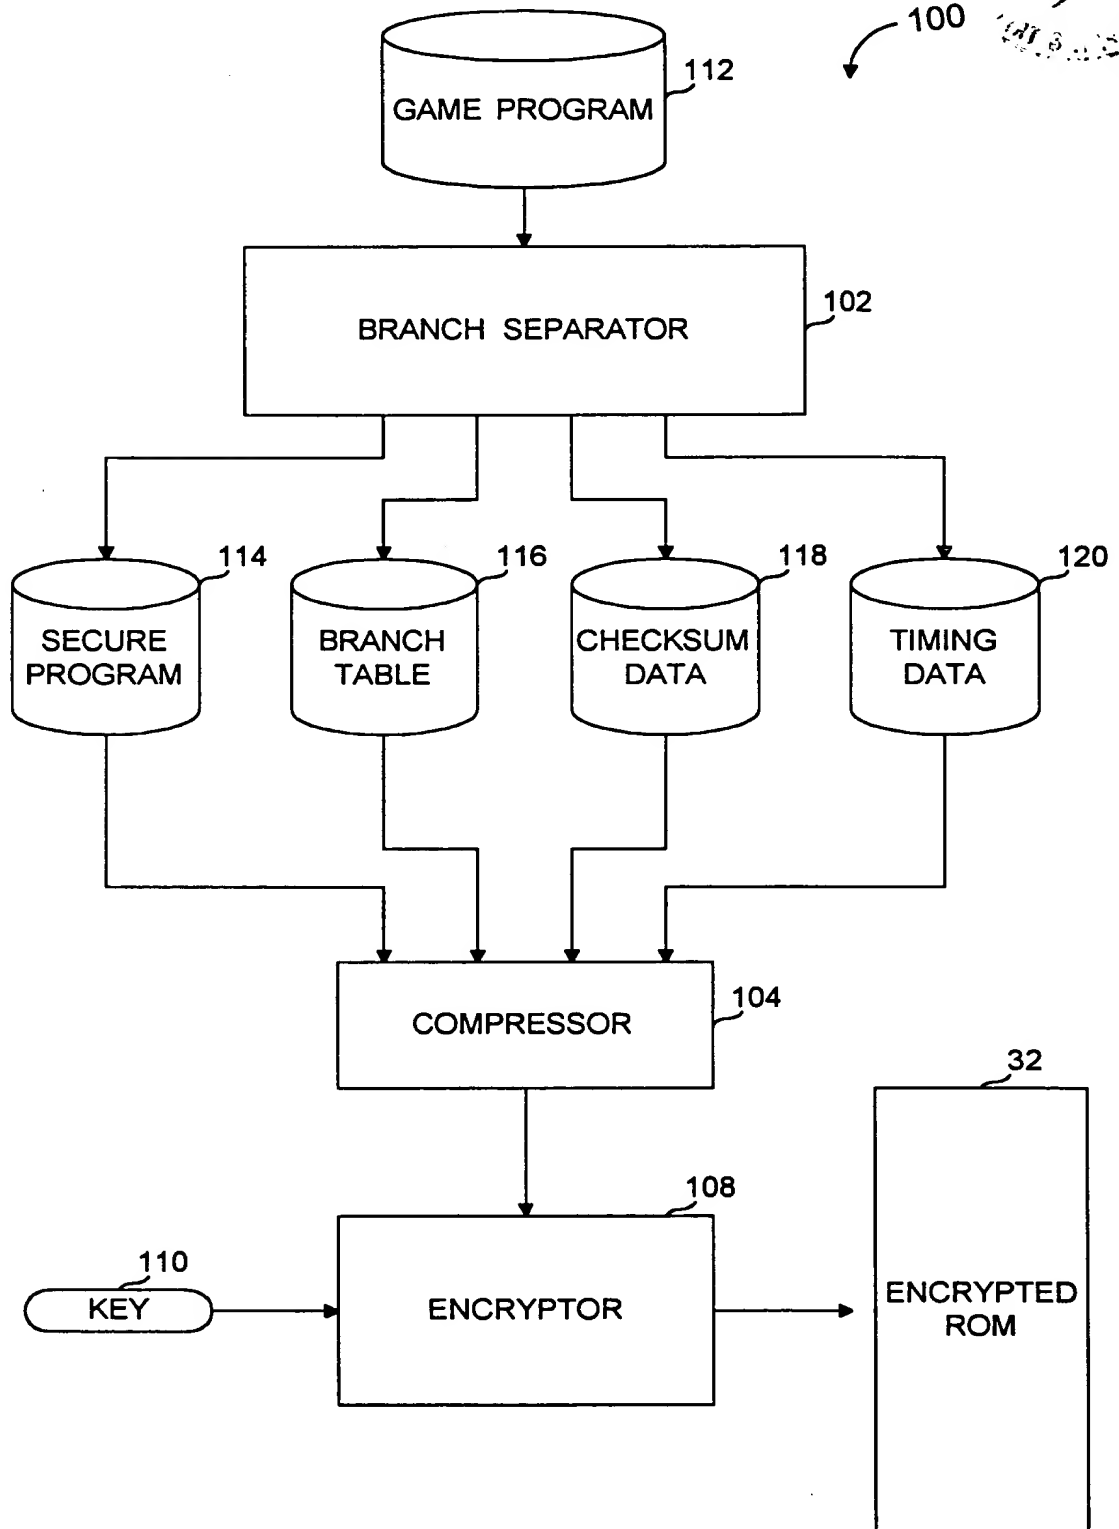 100
112
GAME PROGRAM
102
BRANCH SEPARATOR
114
116
118
120
SECURE
PROGRAM
BRANCH
TABLE
CHECKSUM
DATA
TIMING
DATA
104
COMPRESSOR
32
108
110
KEY
ENCRYPTOR
ENCRYPTED
ROM